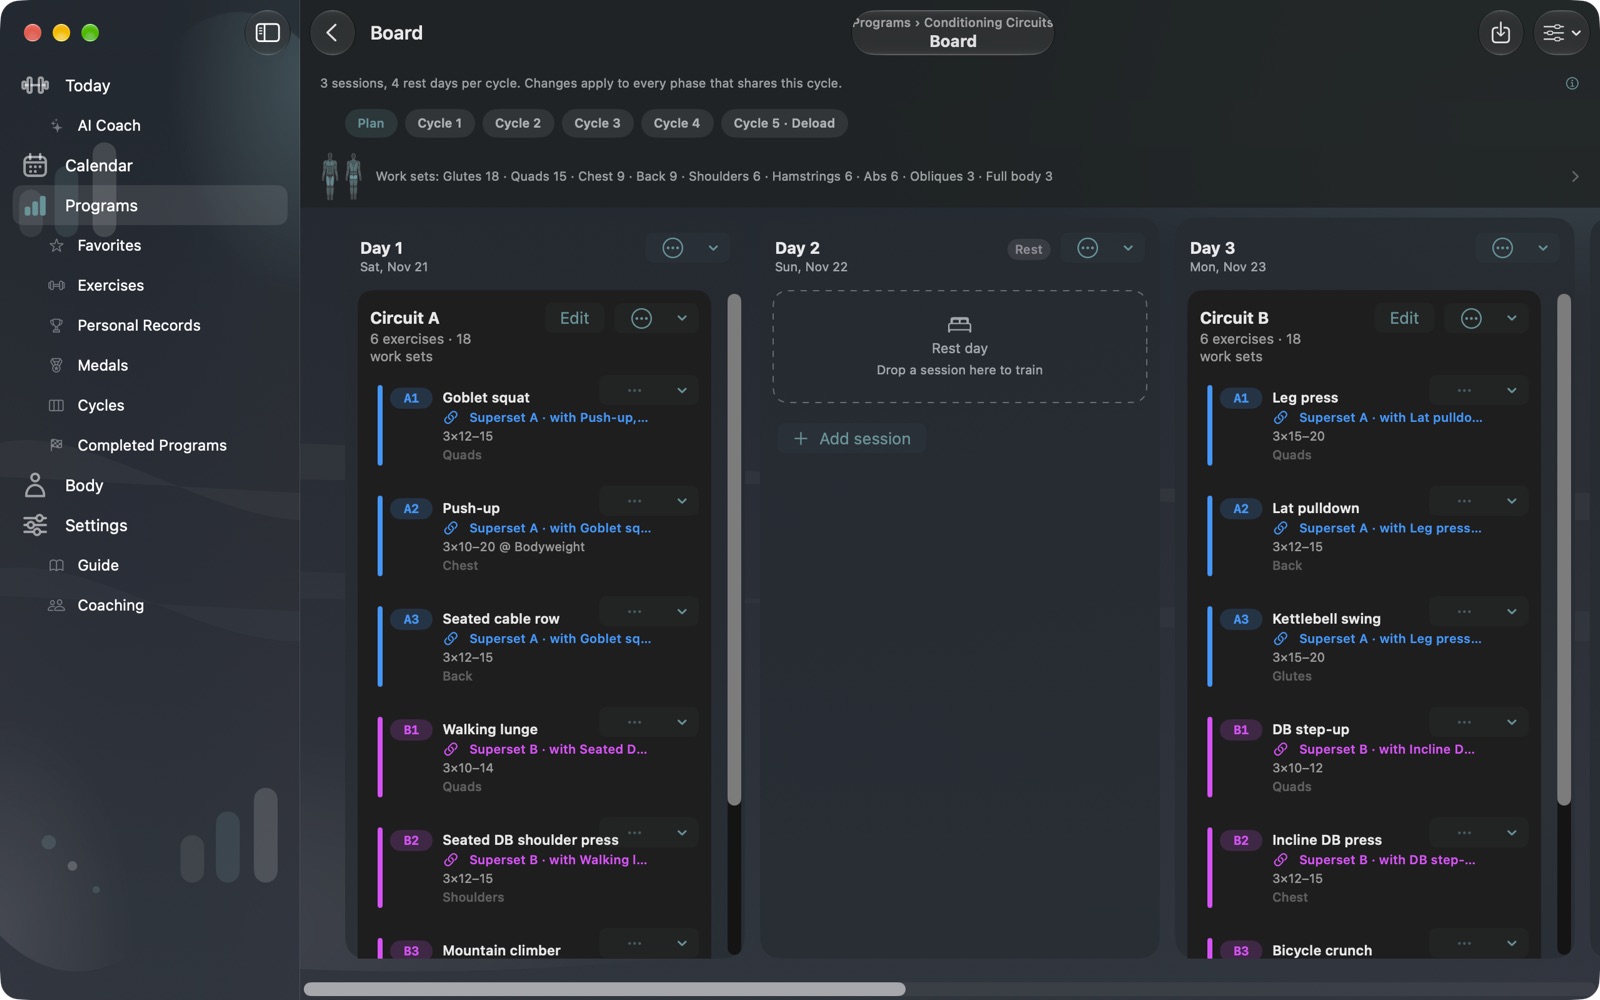 Today
AI Coach
Calendar
Programs
Favorites
Exercises
Personal Records
Medals
Cycles
Completed Programs
Body
Settings
Guide
Coaching
Board
Programs › Conditioning Circuits
Board
3 sessions, 4 rest days per cycle. Changes apply to every phase that shares this cycle.
Plan
Cycle 1
Cycle 2
Cycle 3
Cycle 4
Cycle 5 · Deload
Work sets: Glutes 18 · Quads 15 · Chest 9 · Back 9 · Shoulders 6 · Hamstrings 6 · Abs 6 · Obliques 3 · Full body 3
Day 1
Sat, Nov 21
Circuit A
Edit
6 exercises · 18
work sets
A1
Goblet squat
Superset A · with Push-up,...
3×12–15
Quads
A2
Push-up
Superset A · with Goblet sq...
3×10–20 @ Bodyweight
Chest
A3
Seated cable row
Superset A · with Goblet sq...
3×12–15
Back
B1
Walking lunge
Superset B · with Seated D...
3×10–14
Quads
B2
Seated DB shoulder press
Superset B · with Walking l...
3×12–15
Shoulders
B3
Mountain climber
Day 2
Sun, Nov 22
Rest
Rest day
Drop a session here to train
+ Add session
Day 3
Mon, Nov 23
Circuit B
Edit
6 exercises · 18
work sets
A1
Leg press
Superset A · with Lat pulldo...
3×15–20
Quads
A2
Lat pulldown
Superset A · with Leg press...
3×12–15
Back
A3
Kettlebell swing
Superset A · with Leg press...
3×15–20
Glutes
B1
DB step-up
Superset B · with Incline D...
3×10–12
Quads
B2
Incline DB press
Superset B · with DB step-...
3×12–15
Chest
B3
Bicycle crunch